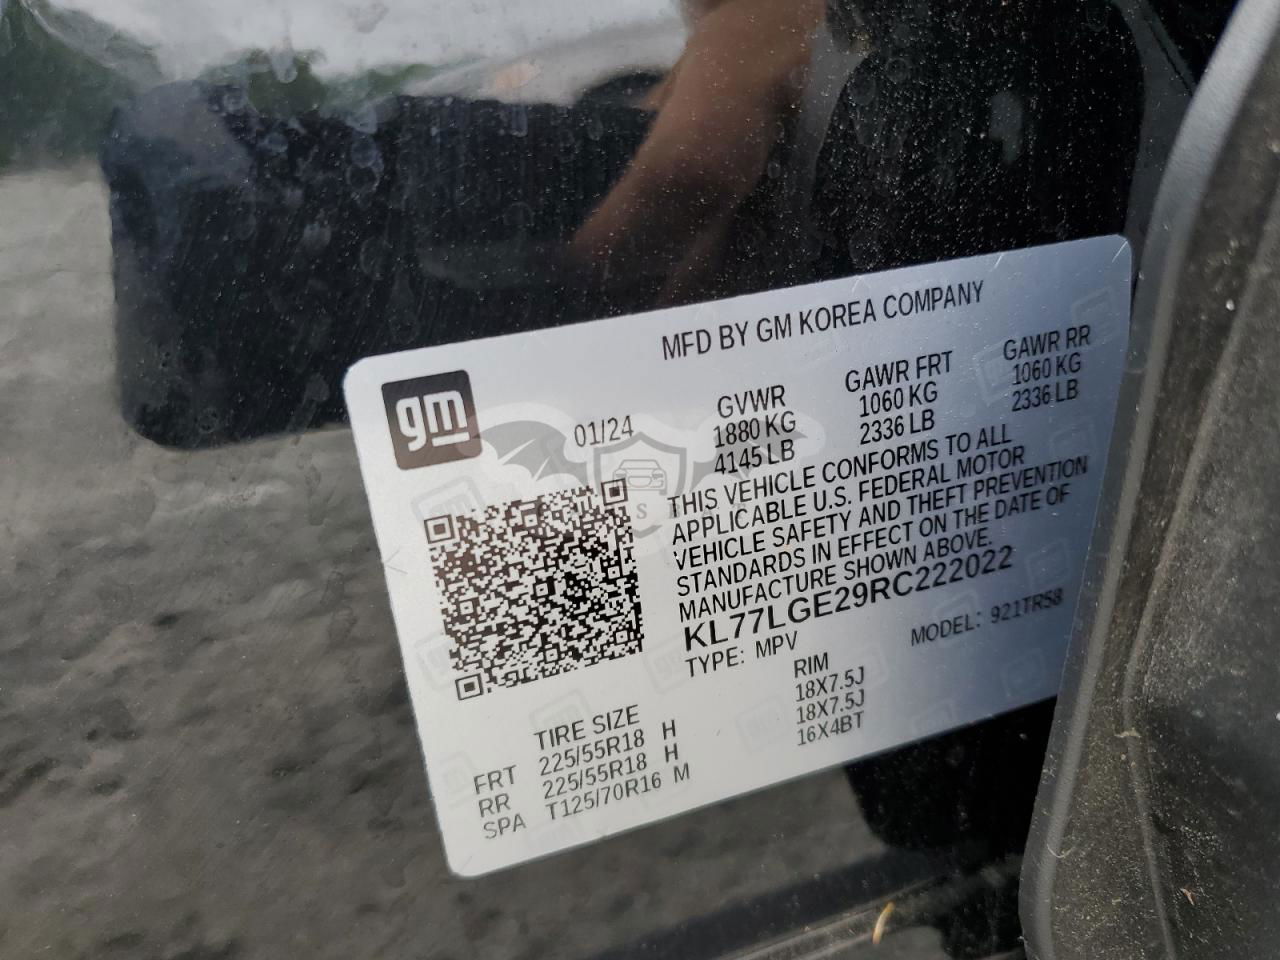 MFD BY GM KOREA COMPANY
gm
01/24
GVWR GAWR FRT GAWR RR
1880 KG 1060 KG 1060 KG
4145 LB 2336 LB 2336 LB
THIS VEHICLE CONFORMS TO ALL
APPLICABLE U.S. FEDERAL MOTOR
VEHICLE SAFETY AND THEFT PREVENTION
STANDARDS IN EFFECT ON THE DATE OF
MANUFACTURE SHOWN ABOVE.
KL77LGE29RC222022
TYPE: MPV MODEL: 921TR58
TIRE SIZE RIM
FRT 225/55R18 H 18X7.5J
RR 225/55R18 H 18X7.5J
SPA T125/70R16 M 16X4BT